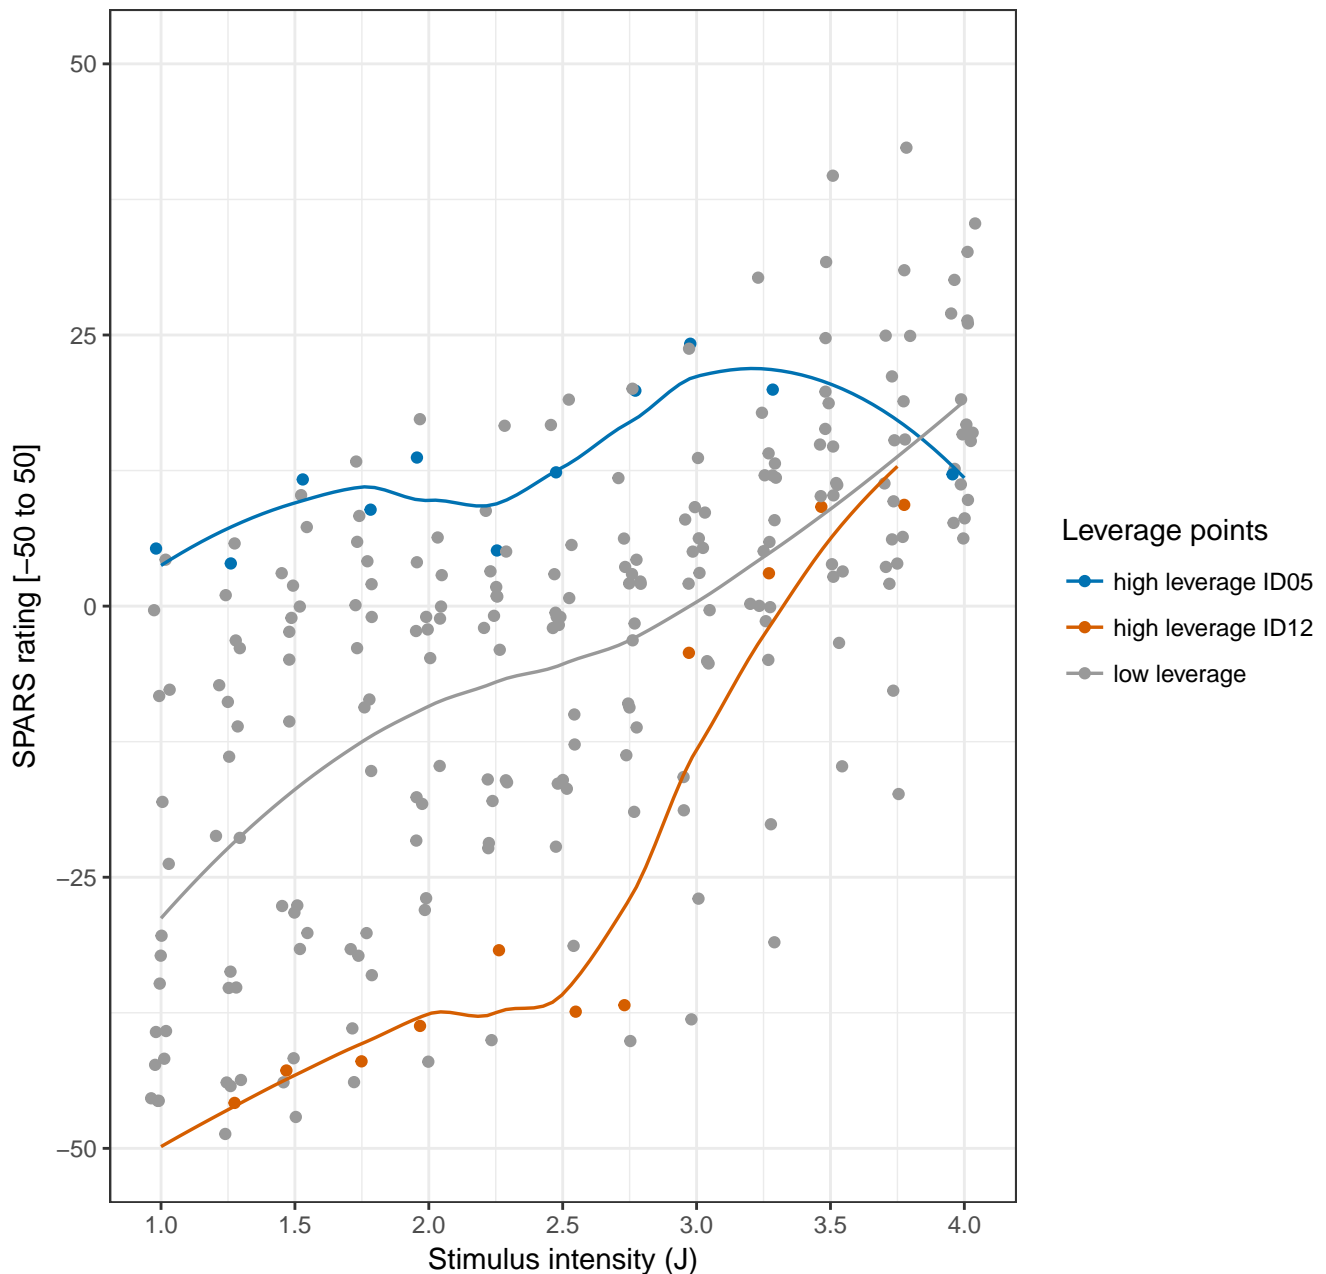 50
25
0
−25
−50
SPARS rating [−50 to 50]
1.0 1.5 2.0 2.5 3.0 3.5 4.0
Stimulus intensity (J)
Leverage points
high leverage ID05
high leverage ID12
low leverage